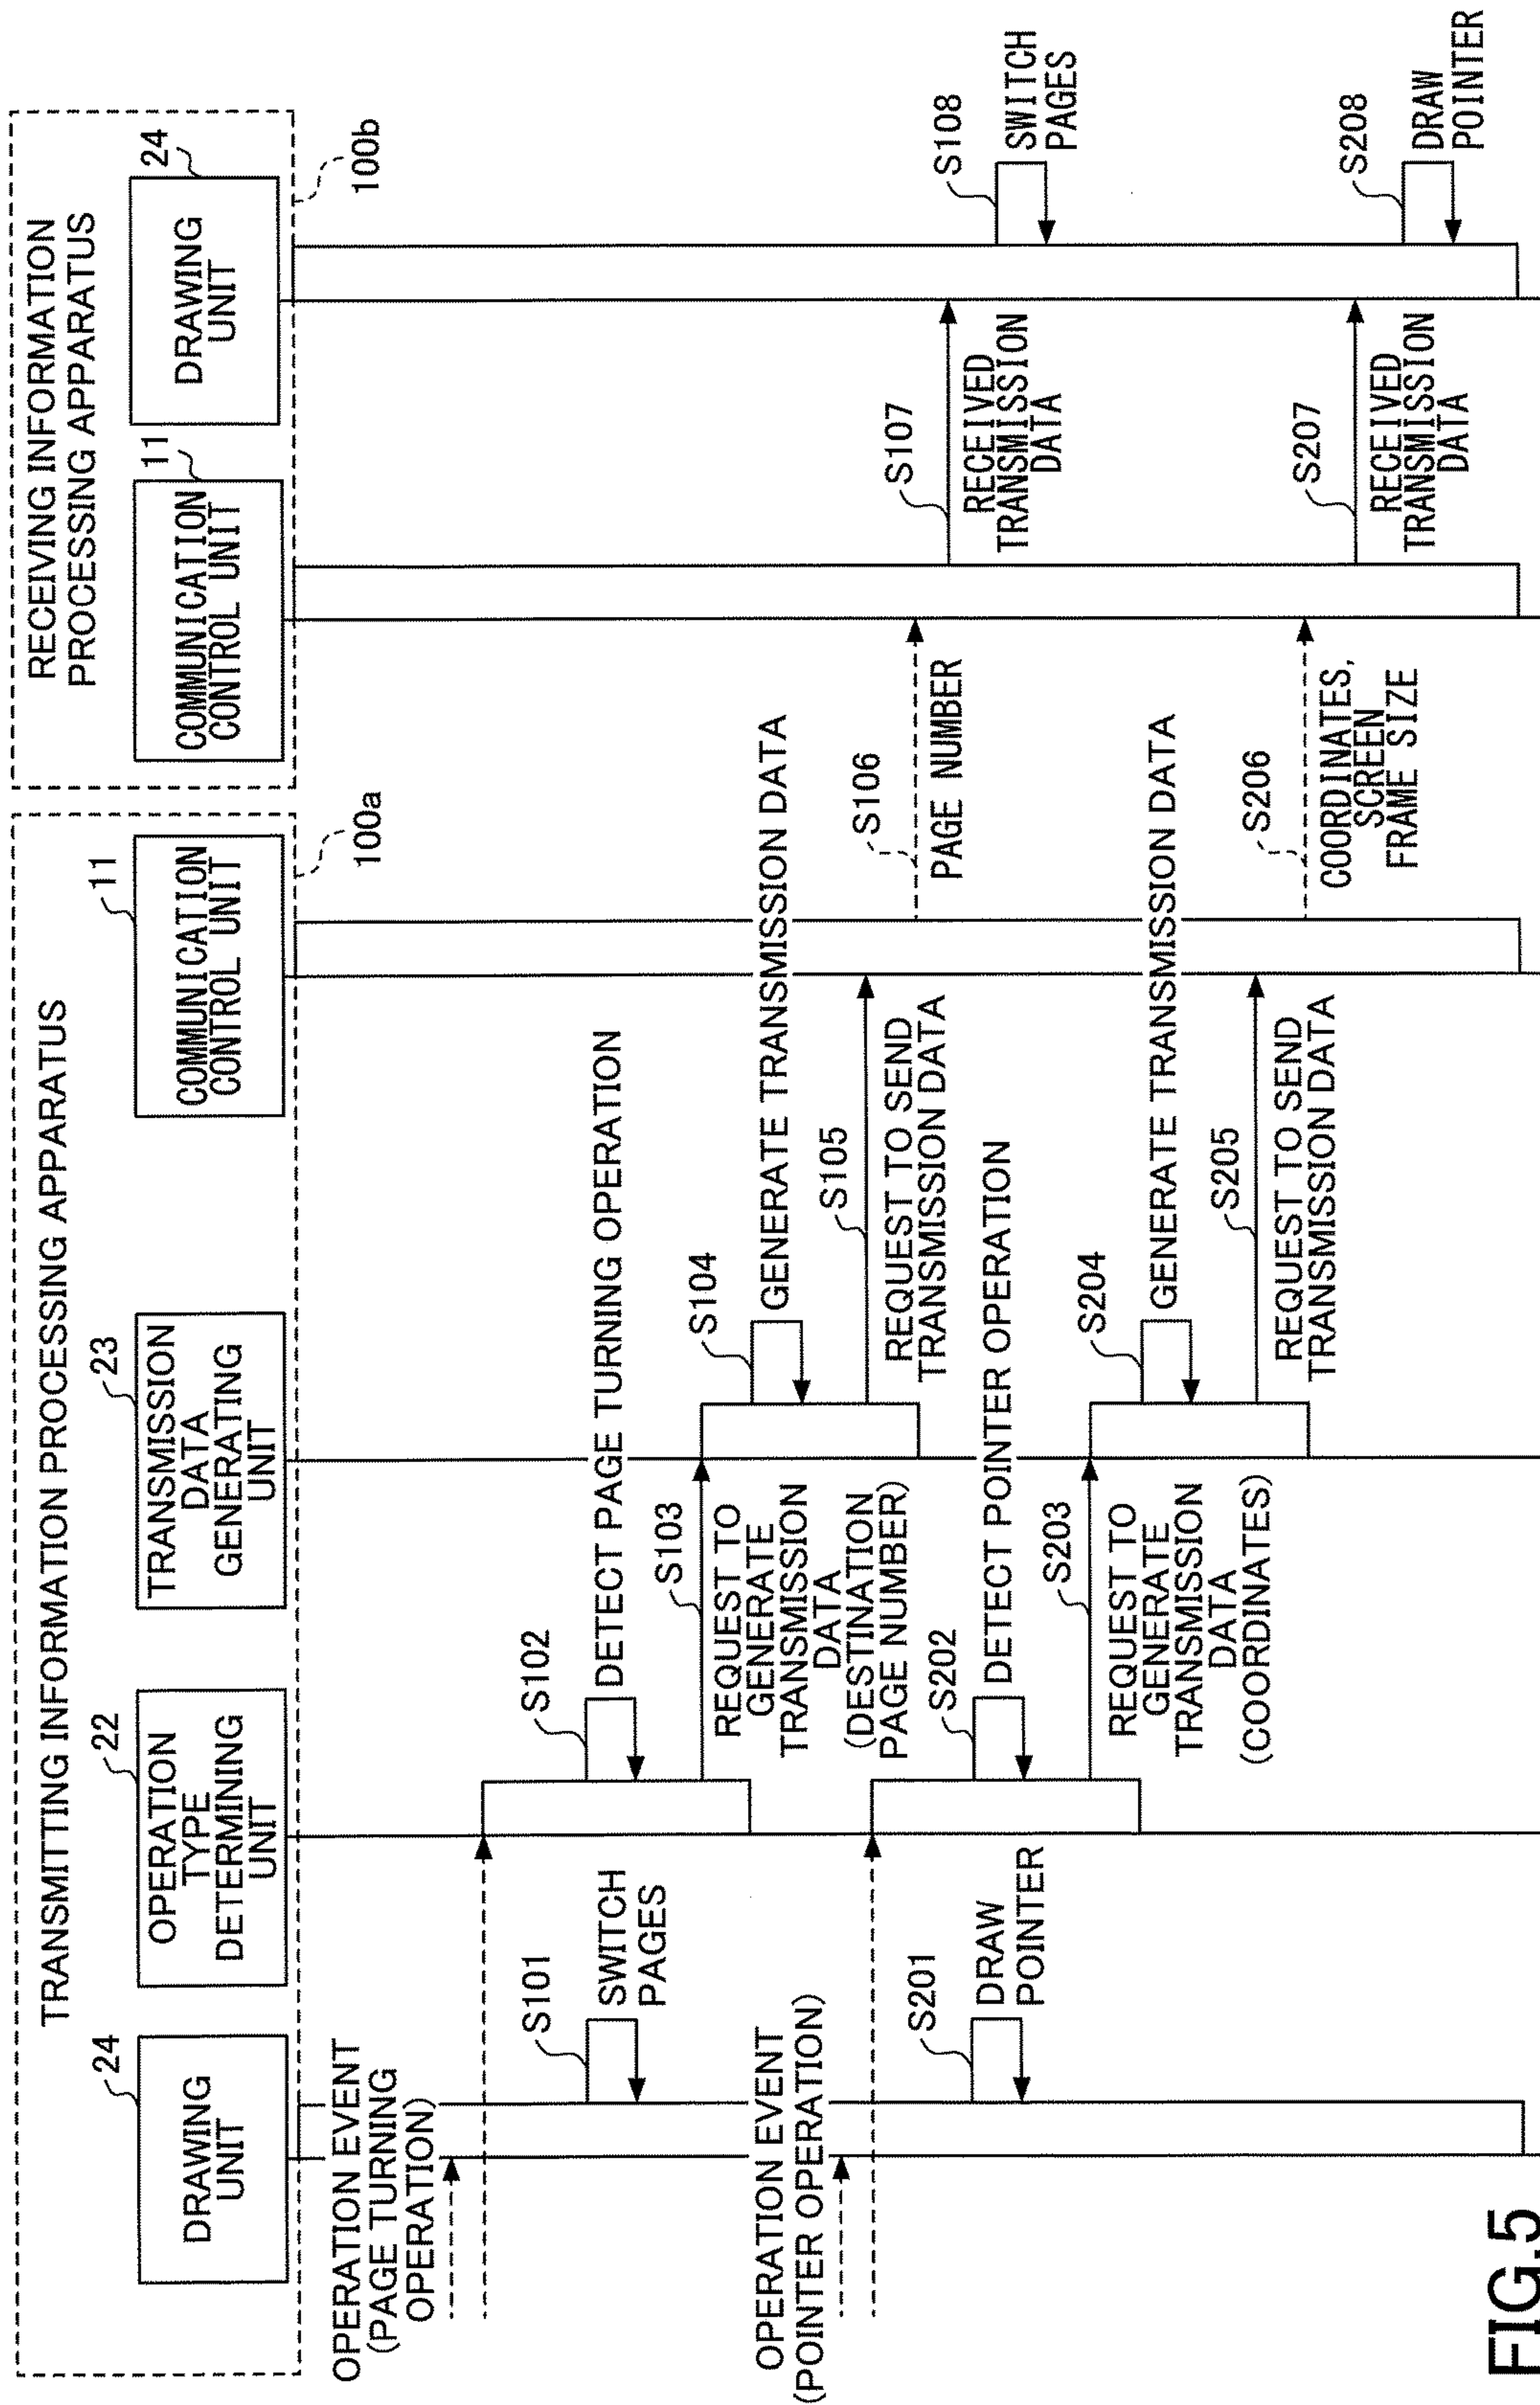 TRANSMITTING INFORMATION PROCESSING APPARATUS
RECEIVING INFORMATION
PROCESSING APPARATUS
24
DRAWING
UNIT
22
OPERATION
TYPE
DETERMINING
UNIT
23
TRANSMISSION
DATA
GENERATING
UNIT
11
COMMUNICATION
CONTROL UNIT
100a
11
COMMUNICATION
CONTROL UNIT
24
DRAWING
UNIT
100b
OPERATION EVENT
(PAGE TURNING
OPERATION)
S101
SWITCH
PAGES
S102
DETECT PAGE TURNING OPERATION
S103
REQUEST TO
GENERATE
TRANSMISSION
DATA
(DESTINATION
PAGE NUMBER)
S104
GENERATE TRANSMISSION DATA
S105
REQUEST TO SEND
TRANSMISSION DATA
S106
PAGE NUMBER
S107
RECEIVED
TRANSMISSION
DATA
S108
SWITCH
PAGES
OPERATION EVENT
(POINTER OPERATION)
S201
DRAW
POINTER
S202
DETECT POINTER OPERATION
S203
REQUEST TO
GENERATE
TRANSMISSION
DATA
(COORDINATES)
S204
GENERATE TRANSMISSION DATA
S205
REQUEST TO SEND
TRANSMISSION DATA
S206
COORDINATES,
SCREEN
FRAME SIZE
S207
RECEIVED
TRANSMISSION
DATA
S208
DRAW
POINTER
FIG.5